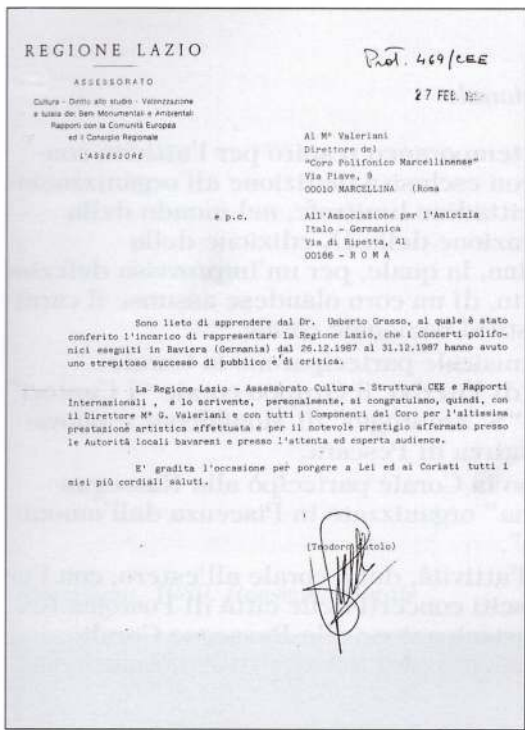 REGIONE LAZIO
ASSESSORATO
Cultura - Diritto allo studio - Valorizzazione
e tutela dei Beni Monumentali e Ambientali
Rapporti con la Comunità Europea
ed il Consiglio Regionale
L'ASSESSORE
Prot. 469/CEE
27 FEB.
Al M° Valeriani
Direttore del
"Coro Polifonico Marcellinense"
Via Piave, 9
00010 MARCELLINA (Roma
e p.c. All'Associazione per l'Amicizia
Italo - Germanica
Via di Ripetta, 41
00186 - R O M A
Sono lieto di apprendere dal Dr. Umberto Grasso, al quale è stato
conferito l'incarico di rappresentare la Regione Lazio, che i Concerti polifo-
nici eseguiti in Baviera (Germania) dal 26.12.1987 al 31.12.1987 hanno avuto
uno strepitoso successo di pubblico e di critica.
La Regione Lazio - Assessorato Cultura - Struttura CEE e Rapporti
Internazionali , e lo scrivente, personalmente, si congratulano, quindi, con
il Direttore M° G. Valeriani e con tutti i Componenti del Coro per l'altissima
prestazione artistica effettuata e per il notevole prestigio affermato presso
le Autorità locali bavaresi e presso l'attenta ed esperta audience.
E' gradita l'occasione per porgere a Lei ed ai Coristi tutti i
miei più cordiali saluti.